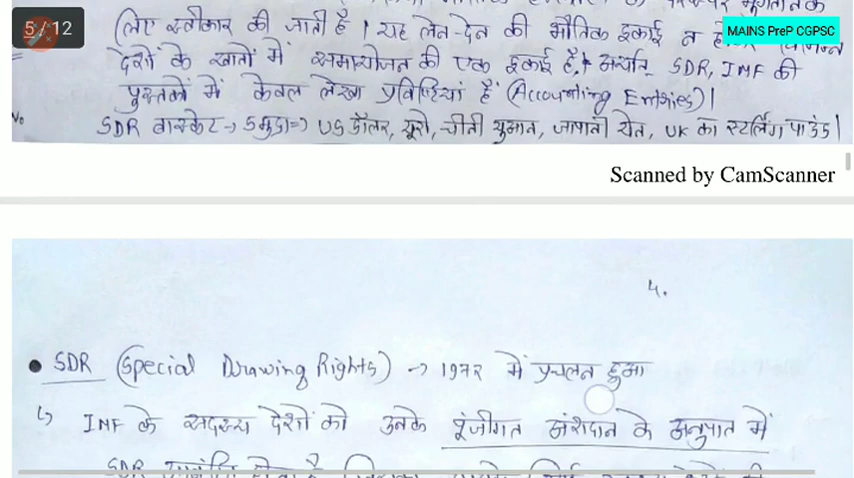 5 / 12
MAINS PreP CGPSC
लिए स्वीकार की जाती है। यह लेन-देन की भौतिक इकाई न
देशों के खातों में समायोजन की एक इकाई है, अर्थात् SDR, IMF की
पुस्तकों में केवल लेखा प्रविष्टियां हैं (Accounting Entries)।
SDR बास्केट → 5 मुद्रा → US डॉलर, यूरो, चीनी युआन, जापानी येन, UK का स्टर्लिंग पाउंड।
Scanned by CamScanner
4.
• SDR (Special Drawing Rights) → 1972 में प्रचलन हुआ
↳ IMF के सदस्य देशों को उनके पूंजीगत अंशदान के अनुपात में
SDR